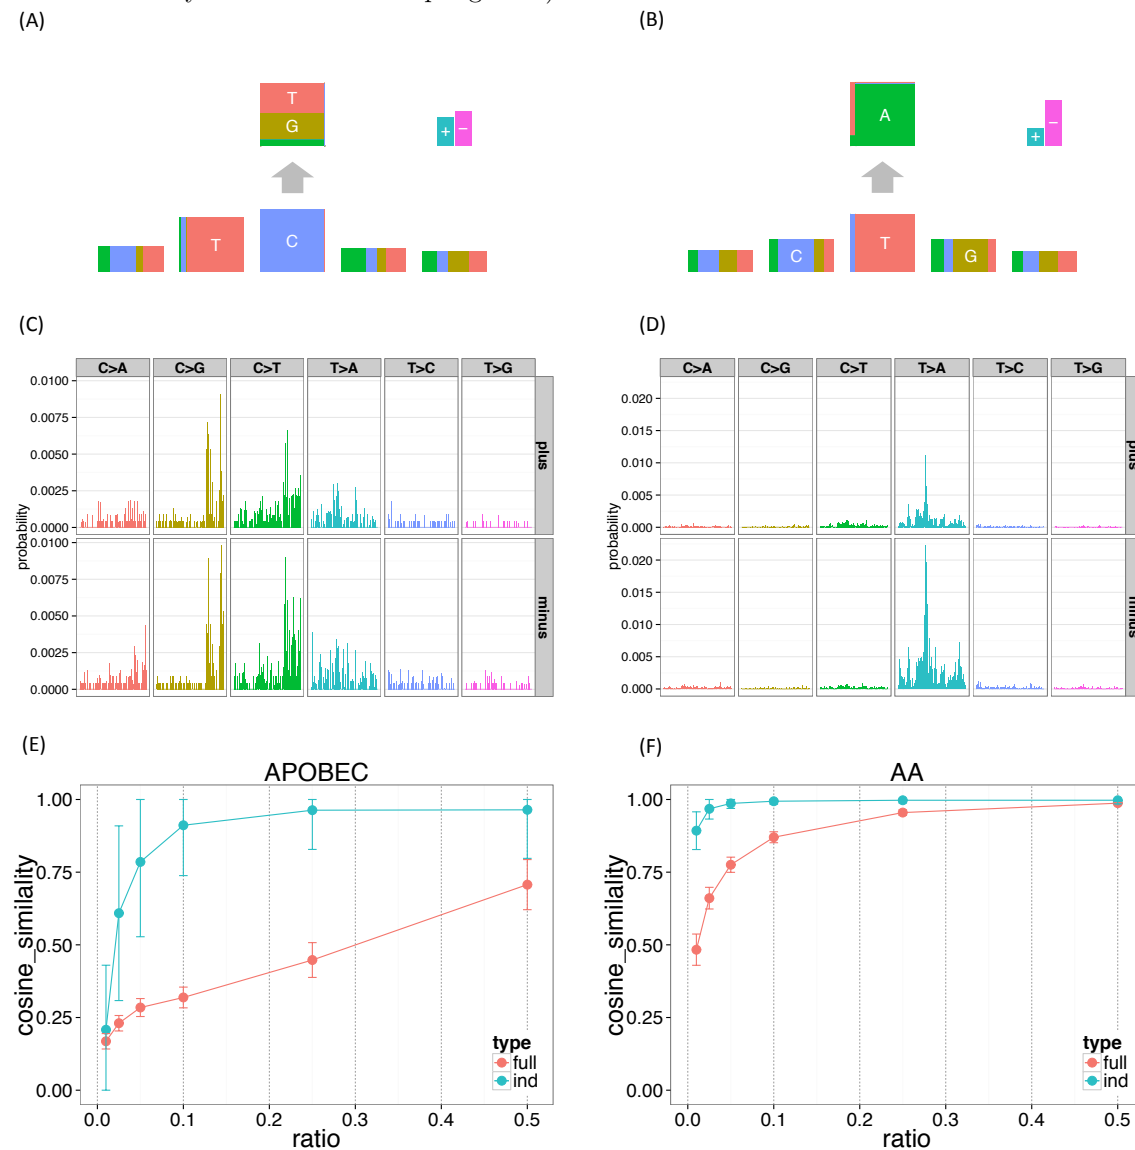 (A)
(B)
T
G
+
−
A
+
−
T
C
C
T
G
(C)
(D)
C>A C>G C>T T>A T>C T>G
C>A C>G C>T T>A T>C T>G
0.0100
0.0075
0.0050
0.0025
0.0000
plus
0.0100
0.0075
0.0050
0.0025
0.0000
minus
probability
0.020
0.015
0.010
0.005
0.000
plus
0.020
0.015
0.010
0.005
0.000
minus
probability
(E)
(F)
APOBEC
AA
1.00
0.75
0.50
0.25
0.00
cosine_similality
type
full
ind
0.0 0.1 0.2 0.3 0.4 0.5
ratio
1.00
0.75
0.50
0.25
0.00
cosine_similality
type
full
ind
0.0 0.1 0.2 0.3 0.4 0.5
ratio